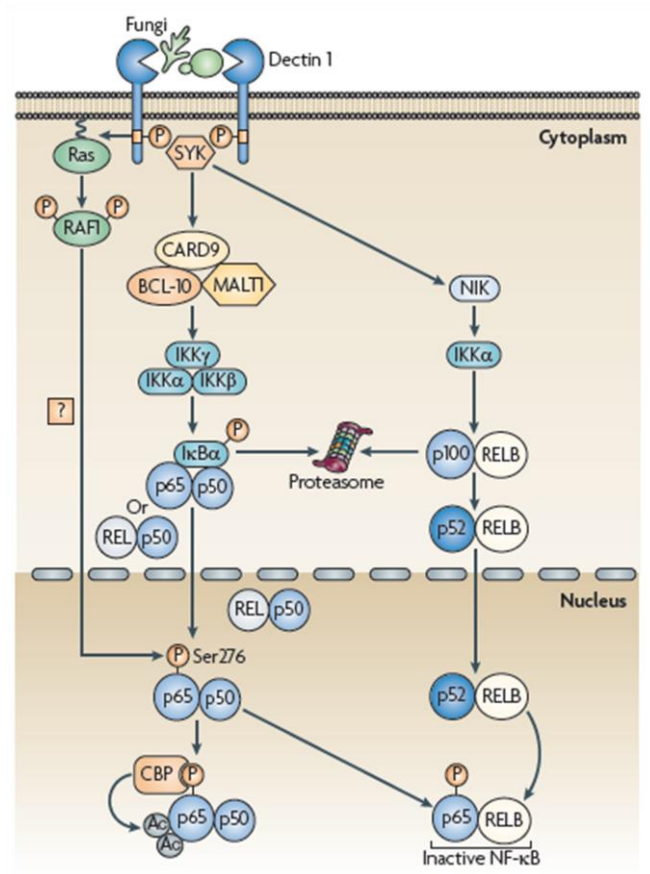 Fungi
Dectin 1
Cytoplasm
P
SYK
P
Ras
P
P
RAF1
CARD9
BCL-10
MALT1
NIK
IKKγ
IKKα
IKKβ
IKKα
?
P
IκBα
p65
p50
Proteasome
p100
RELB
Or
REL
p50
p52
RELB
Nucleus
REL
p50
P
Ser276
p65
p50
p52
RELB
CBP
P
p65
p50
Ac
Ac
P
p65
RELB
Inactive NF-κB